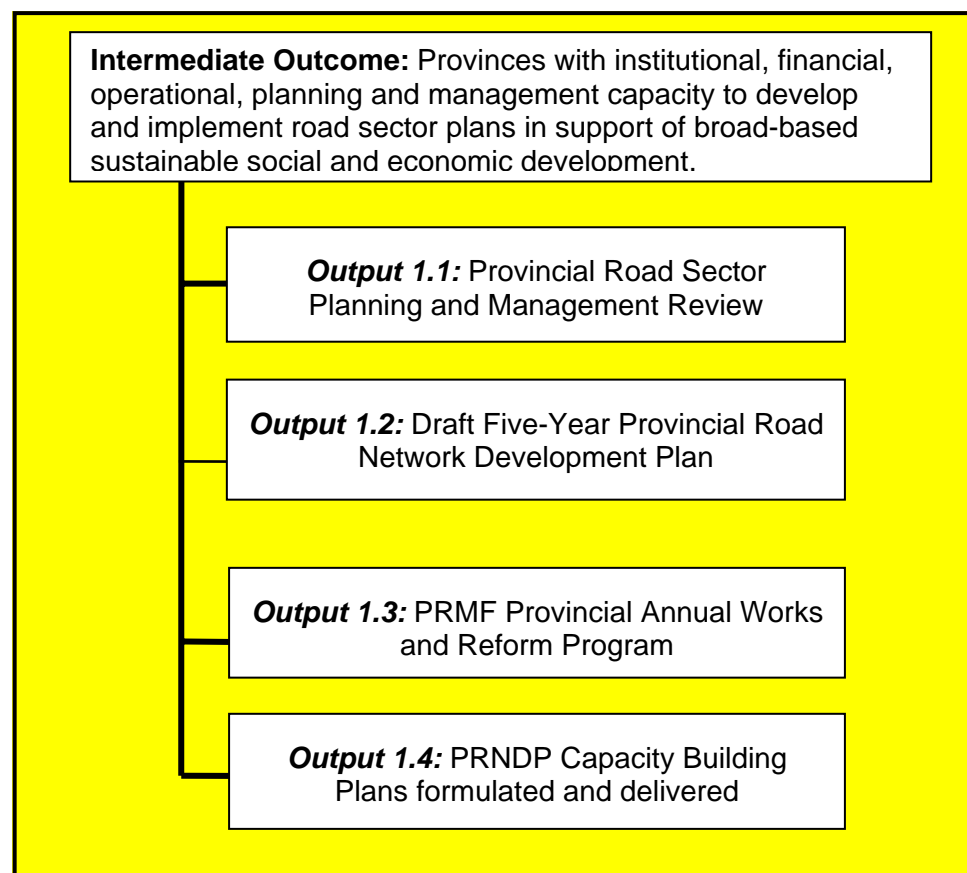 Intermediate Outcome: Provinces with institutional, financial,
operational, planning and management capacity to develop
and implement road sector plans in support of broad-based
sustainable social and economic development.
Output 1.1: Provincial Road Sector
Planning and Management Review
Output 1.2: Draft Five-Year Provincial Road
Network Development Plan
Output 1.3: PRMF Provincial Annual Works
and Reform Program
Output 1.4: PRNDP Capacity Building
Plans formulated and delivered